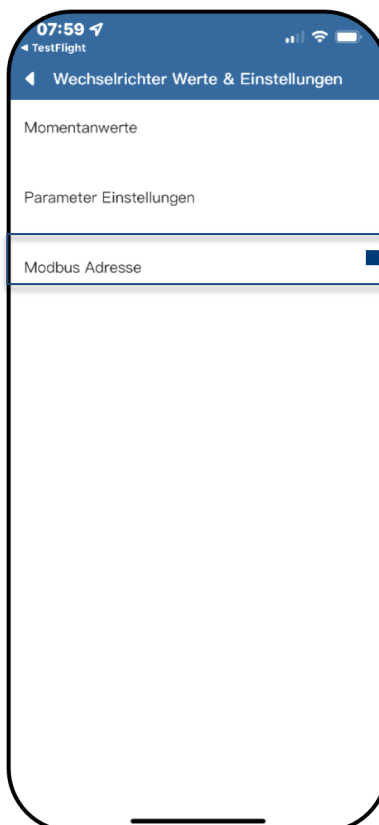 07:59
◄ TestFlight
Wechselrichter Werte & Einstellungen
Momentanwerte
Parameter Einstellungen
Modbus Adresse